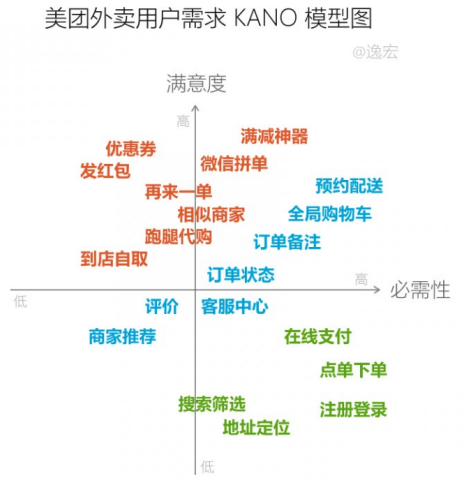 美团外卖用户需求 KANO 模型图
@逸宏
满意度
高
满减神器
优惠券
微信拼单
发红包
再来一单
预约配送
相似商家
全局购物车
跑腿代购
订单备注
到店自取
订单状态
高
必需性
低
评价
客服中心
商家推荐
在线支付
点单下单
搜索筛选
注册登录
地址定位
低